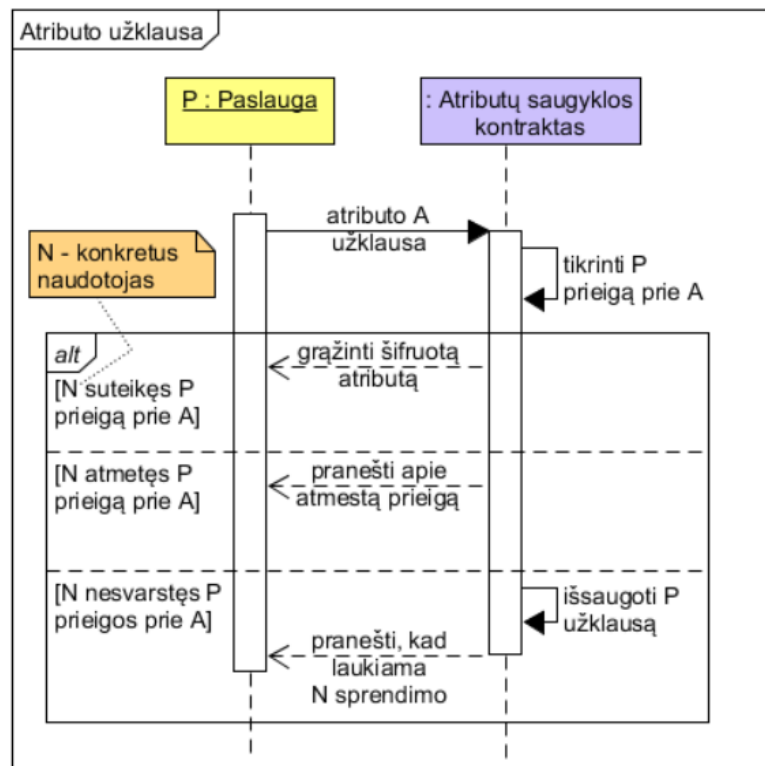 Atributo užklausa
P : Paslauga
: Atributų saugyklos
kontraktas
atributo A
užklausa
N - konkretus
naudotojas
tikrinti P
prieigą prie A
alt
grąžinti šifruotą
atributą
[N suteikęs P
prieigą prie A]
[N atmetęs P
prieigą prie A]
pranešti apie
atmestą prieigą
[N nesvarstęs P
prieigos prie A]
išsaugoti P
užklausą
pranešti, kad
laukiama
N sprendimo